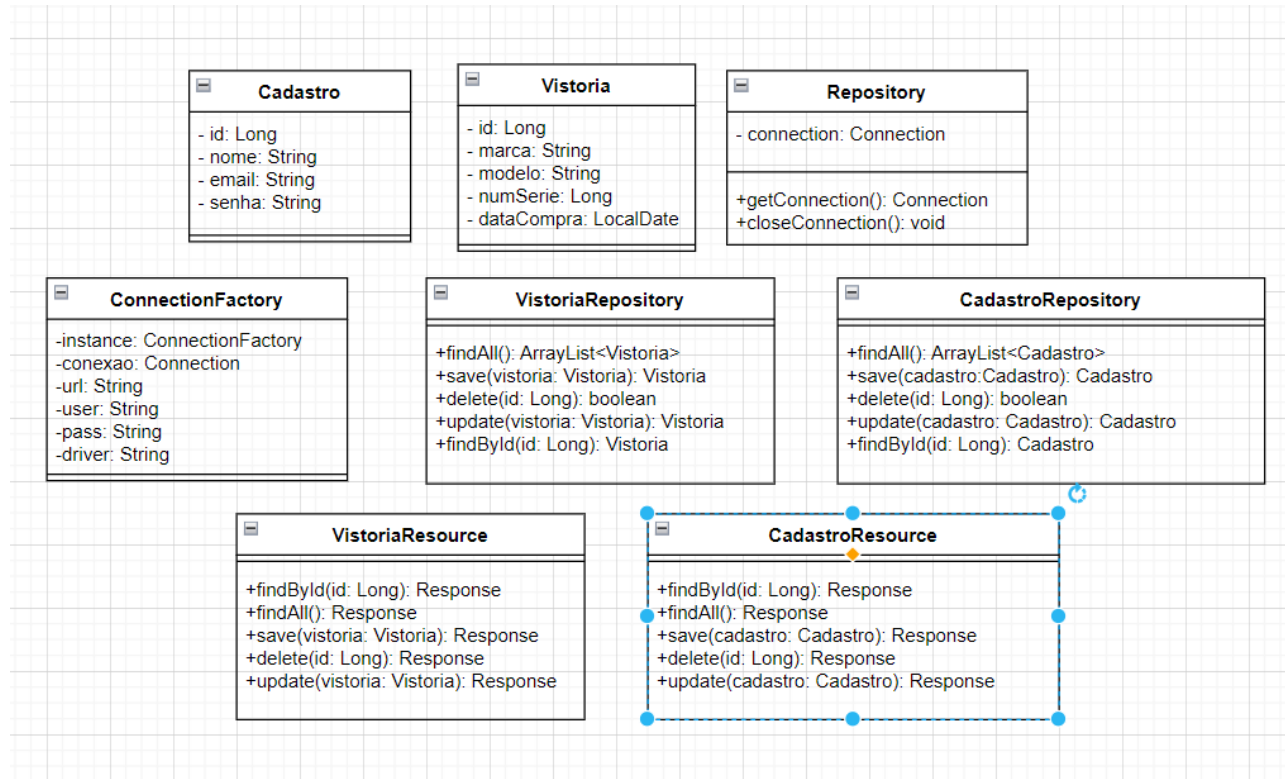 Cadastro
- id: Long
- nome: String
- email: String
- senha: String
Vistoria
- id: Long
- marca: String
- modelo: String
- numSerie: Long
- dataCompra: LocalDate
Repository
- connection: Connection
+getConnection(): Connection
+closeConnection(): void
ConnectionFactory
-instance: ConnectionFactory
-conexao: Connection
-url: String
-user: String
-pass: String
-driver: String
VistoriaRepository
+findAll(): ArrayList<Vistoria>
+save(vistoria: Vistoria): Vistoria
+delete(id: Long): boolean
+update(vistoria: Vistoria): Vistoria
+findById(id: Long): Vistoria
CadastroRepository
+findAll(): ArrayList<Cadastro>
+save(cadastro:Cadastro): Cadastro
+delete(id: Long): boolean
+update(cadastro: Cadastro): Cadastro
+findById(id: Long): Cadastro
VistoriaResource
+findById(id: Long): Response
+findAll(): Response
+save(vistoria: Vistoria): Response
+delete(id: Long): Response
+update(vistoria: Vistoria): Response
CadastroResource
+findById(id: Long): Response
+findAll(): Response
+save(cadastro: Cadastro): Response
+delete(id: Long): Response
+update(cadastro: Cadastro): Response